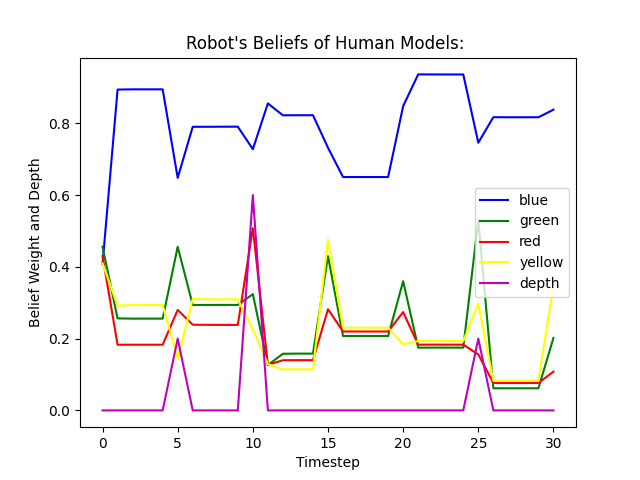 Robot's Beliefs of Human Models:
Belief Weight and Depth
0.8
0.6
0.4
0.2
0.0
blue
green
red
yellow
depth
0 5 10 15 20 25 30
Timestep